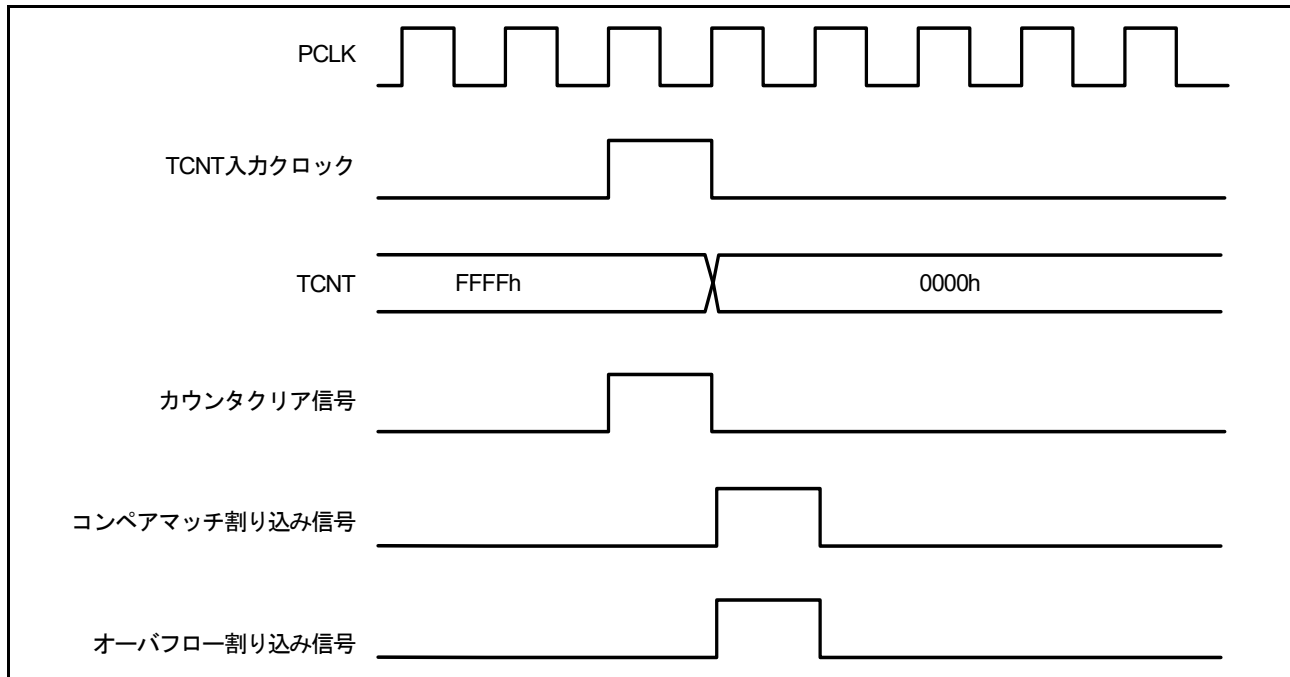 PCLK
TCNT入力クロック
TCNT
FFFFh
0000h
カウンタクリア信号
コンペアマッチ割り込み信号
オーバフロー割り込み信号